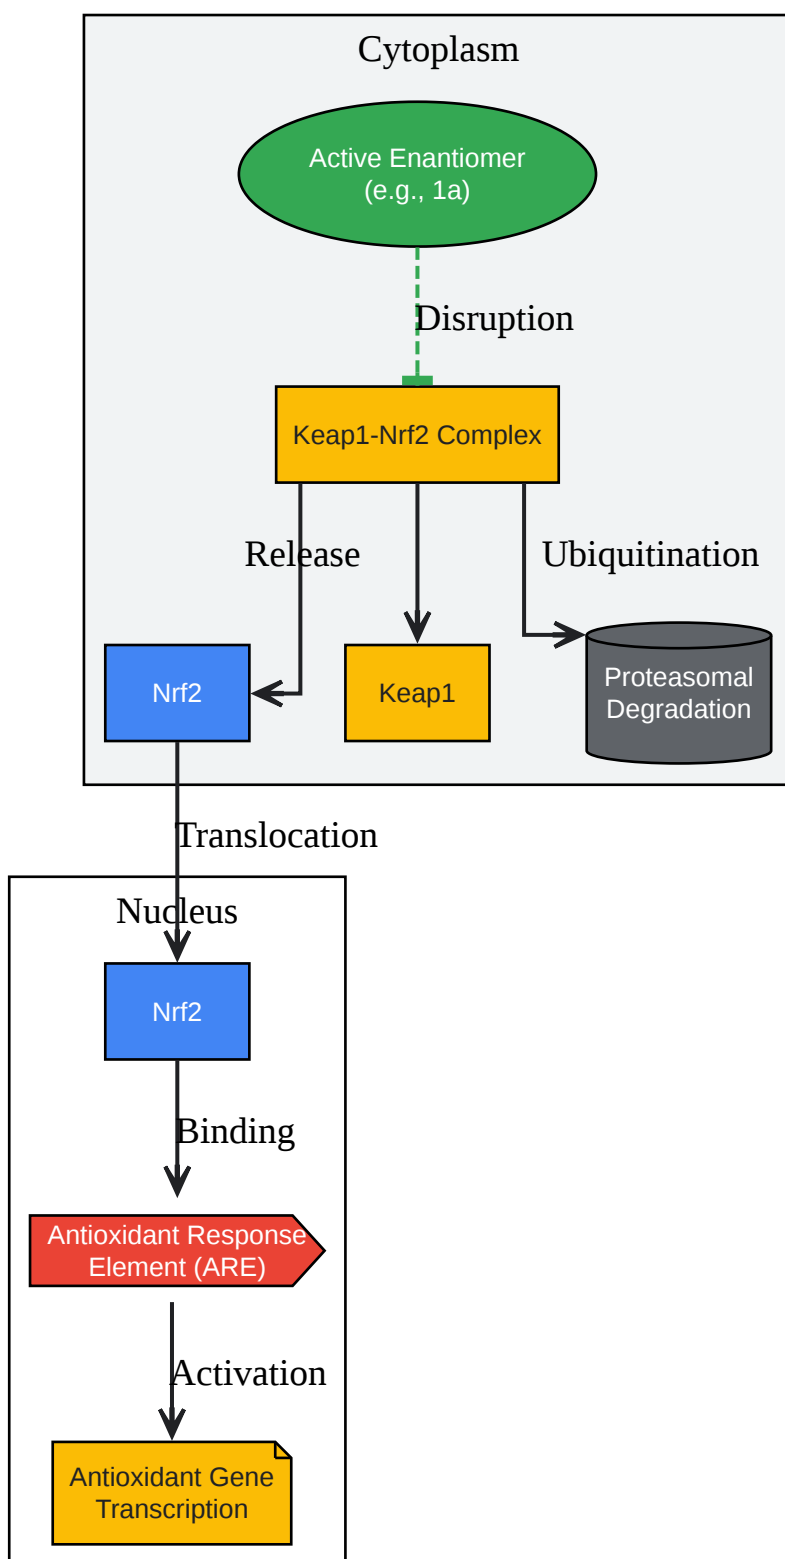 Cytoplasm
Active Enantiomer
(e.g., 1a)
Disruption
Keap1-Nrf2 Complex
Release
Ubiquitination
Nrf2
Keap1
Proteasomal
Degradation
Translocation
Nucleus
Nrf2
Binding
Antioxidant Response
Element (ARE)
Activation
Antioxidant Gene
Transcription